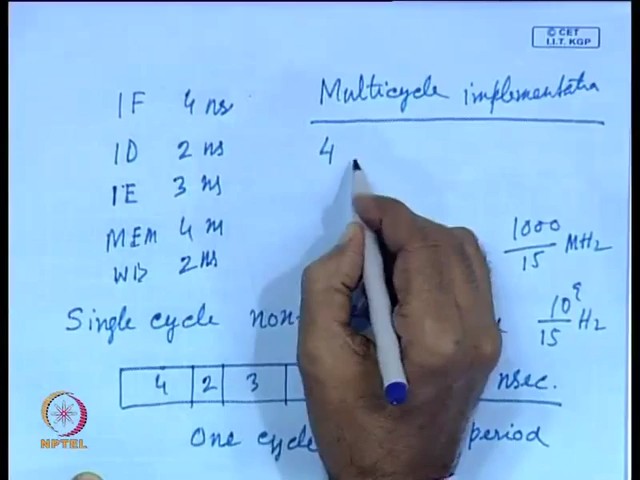 © CET
I.I.T. KGP
Multicycle implementatn
IF 4 ns
ID 2 ns
IE 3 ns
MEM 4 ns
WB 2 ns
4
1000
15 MHz
Single cycle non-
10⁹
15 Hz
4 2 3 nsec.
One cycle period
NPTEL